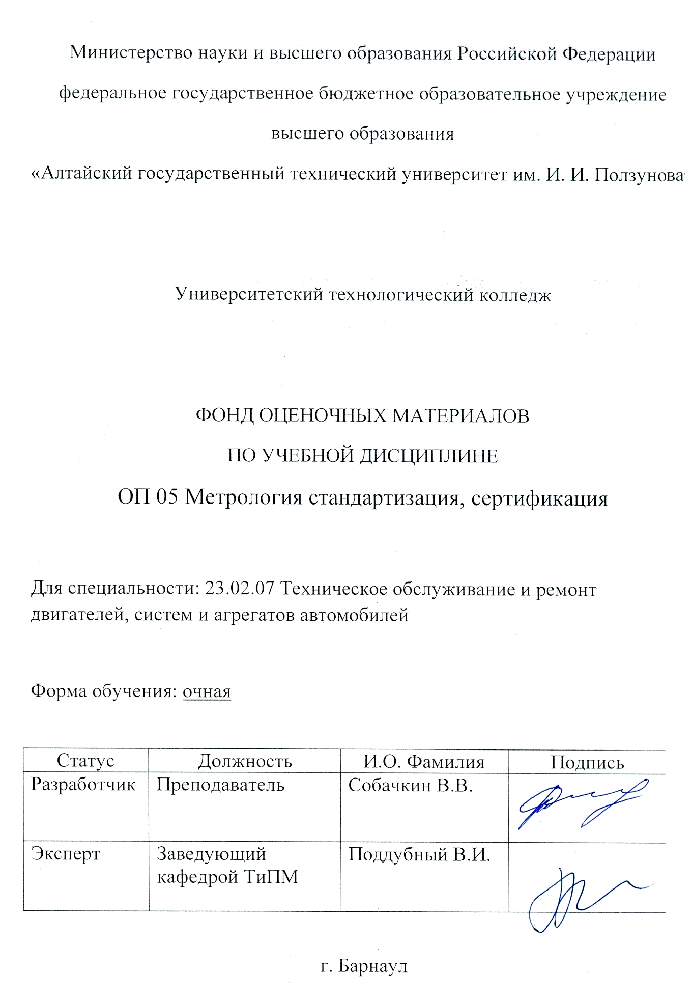 Министерство науки и высшего образования Российской Федерации
федеральное государственное бюджетное образовательное учреждение
высшего образования
«Алтайский государственный технический университет им. И. И. Ползунова
Университетский технологический колледж
ФОНД ОЦЕНОЧНЫХ МАТЕРИАЛОВ
ПО УЧЕБНОЙ ДИСЦИПЛИНЕ
ОП 05 Метрология стандартизация, сертификация
Для специальности: 23.02.07 Техническое обслуживание и ремонт
двигателей, систем и агрегатов автомобилей
Форма обучения: очная
Статус Должность И.О. Фамилия Подпись
Разработчик Преподаватель Собачкин В.В.
Эксперт Заведующий Поддубный В.И.
кафедрой ТиПМ
г. Барнаул